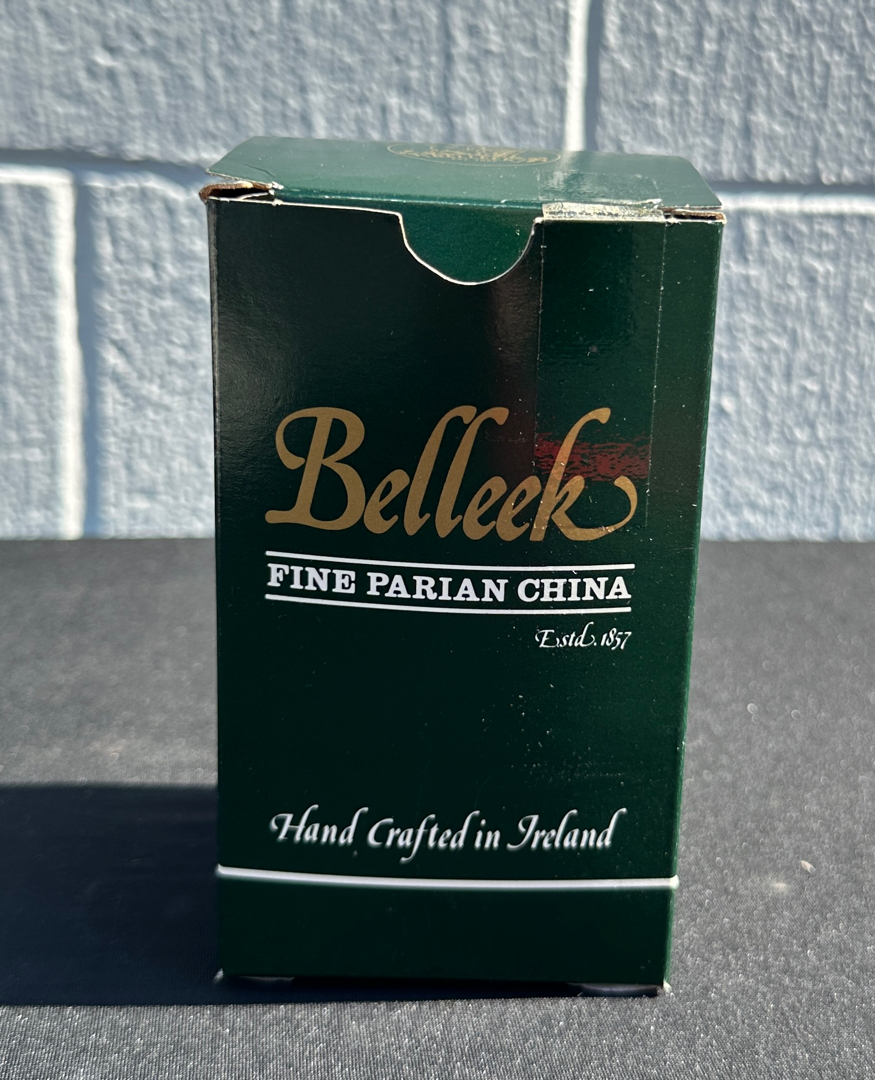 Belleek
FINE PARIAN CHINA
Estd. 1857
Hand Crafted in Ireland